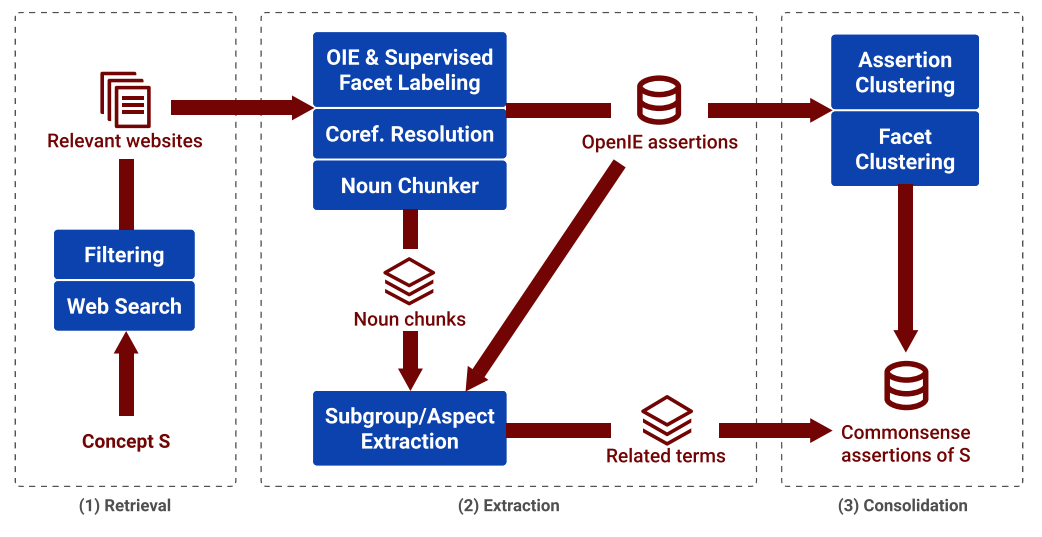 Relevant websites
Filtering
Web Search
Concept S
(1) Retrieval
OIE & Supervised
Facet Labeling
Coref. Resolution
Noun Chunker
OpenIE assertions
Noun chunks
Subgroup/Aspect
Extraction
Related terms
(2) Extraction
Assertion
Clustering
Facet
Clustering
Commonsense
assertions of S
(3) Consolidation